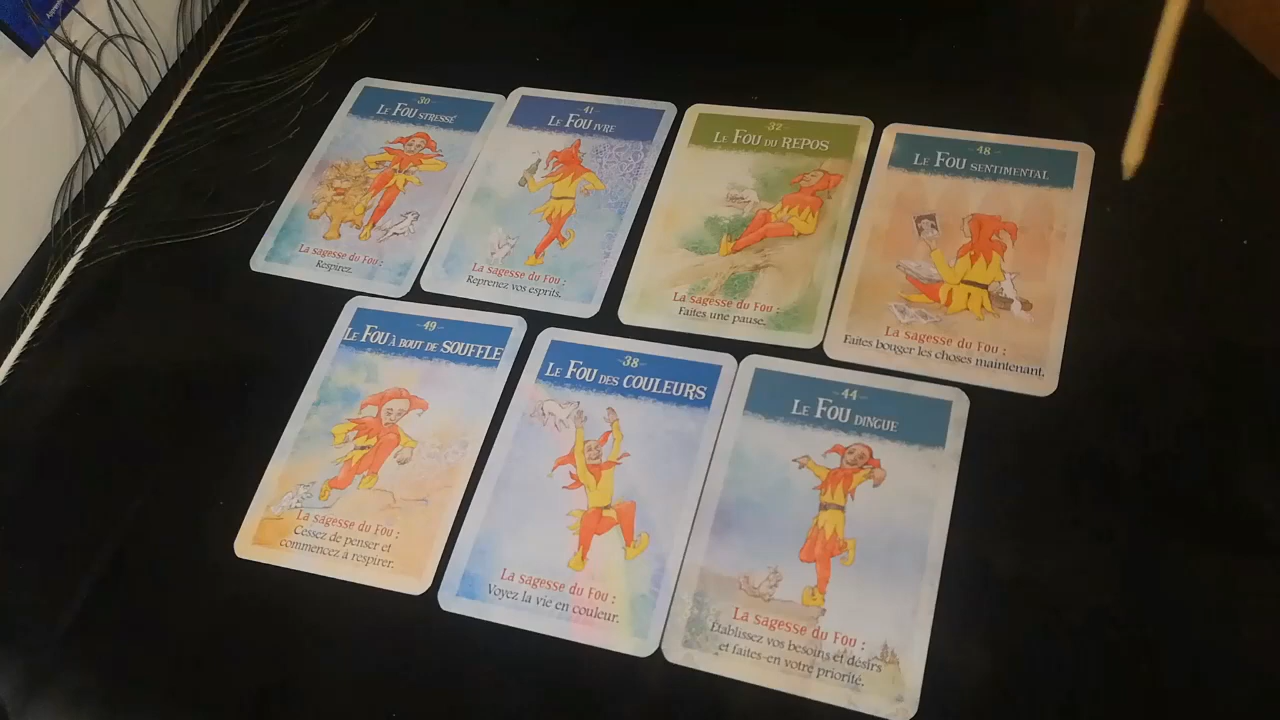 30
LE FOU STRESSÉ
La sagesse du Fou :
Respirez.
41
LE FOU IVRE
La sagesse du Fou :
Reprenez vos esprits.
32
LE FOU DU REPOS
La sagesse du Fou :
Faites une pause.
48
LE FOU SENTIMENTAL
La sagesse du Fou :
Faites bouger les choses maintenant.
49
LE FOU À BOUT DE SOUFFLE
La sagesse du Fou :
Cessez de penser et
commencez à respirer.
38
LE FOU DES COULEURS
La sagesse du Fou :
Voyez la vie en couleur.
44
LE FOU DINGUE
La sagesse du Fou :
Établissez vos besoins et désirs
et faites-en votre priorité.